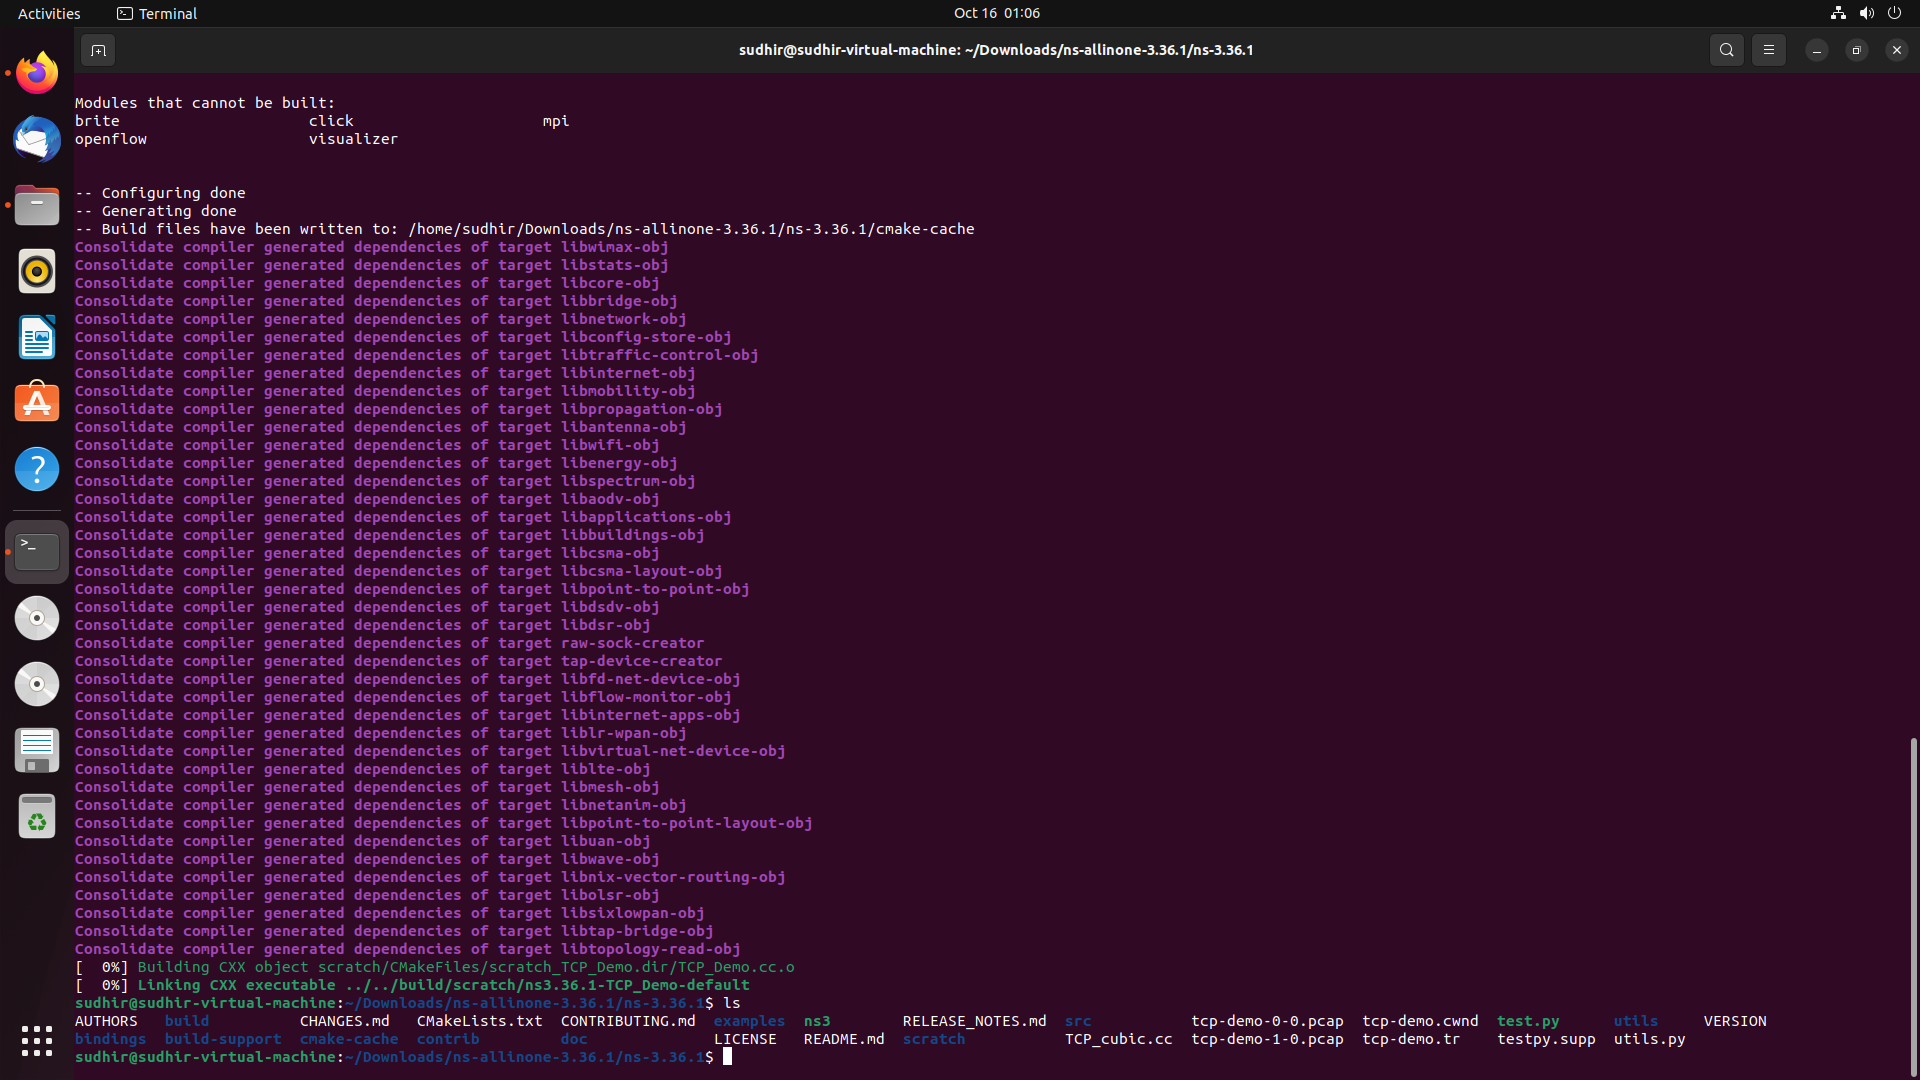 Activities Terminal Oct 16 01:06
sudhir@sudhir-virtual-machine: ~/Downloads/ns-allinone-3.36.1/ns-3.36.1
Modules that cannot be built:
brite click mpi
openflow visualizer
-- Configuring done
-- Generating done
-- Build files have been written to: /home/sudhir/Downloads/ns-allinone-3.36.1/ns-3.36.1/cmake-cache
Consolidate compiler generated dependencies of target libwimax-obj
Consolidate compiler generated dependencies of target libstats-obj
Consolidate compiler generated dependencies of target libcore-obj
Consolidate compiler generated dependencies of target libbridge-obj
Consolidate compiler generated dependencies of target libnetwork-obj
Consolidate compiler generated dependencies of target libconfig-store-obj
Consolidate compiler generated dependencies of target libtraffic-control-obj
Consolidate compiler generated dependencies of target libinternet-obj
Consolidate compiler generated dependencies of target libmobility-obj
Consolidate compiler generated dependencies of target libpropagation-obj
Consolidate compiler generated dependencies of target libantenna-obj
Consolidate compiler generated dependencies of target libwifi-obj
Consolidate compiler generated dependencies of target libenergy-obj
Consolidate compiler generated dependencies of target libspectrum-obj
Consolidate compiler generated dependencies of target libaodv-obj
Consolidate compiler generated dependencies of target libapplications-obj
Consolidate compiler generated dependencies of target libbuildings-obj
Consolidate compiler generated dependencies of target libcsma-obj
Consolidate compiler generated dependencies of target libcsma-layout-obj
Consolidate compiler generated dependencies of target libpoint-to-point-obj
Consolidate compiler generated dependencies of target libdsdv-obj
Consolidate compiler generated dependencies of target libdsr-obj
Consolidate compiler generated dependencies of target raw-sock-creator
Consolidate compiler generated dependencies of target tap-device-creator
Consolidate compiler generated dependencies of target libfd-net-device-obj
Consolidate compiler generated dependencies of target libflow-monitor-obj
Consolidate compiler generated dependencies of target libinternet-apps-obj
Consolidate compiler generated dependencies of target liblr-wpan-obj
Consolidate compiler generated dependencies of target libvirtual-net-device-obj
Consolidate compiler generated dependencies of target liblte-obj
Consolidate compiler generated dependencies of target libmesh-obj
Consolidate compiler generated dependencies of target libnetanim-obj
Consolidate compiler generated dependencies of target libpoint-to-point-layout-obj
Consolidate compiler generated dependencies of target libuan-obj
Consolidate compiler generated dependencies of target libwave-obj
Consolidate compiler generated dependencies of target libnix-vector-routing-obj
Consolidate compiler generated dependencies of target libolsr-obj
Consolidate compiler generated dependencies of target libsixlowpan-obj
Consolidate compiler generated dependencies of target libtap-bridge-obj
Consolidate compiler generated dependencies of target libtopology-read-obj
[  0%] Building CXX object scratch/CMakeFiles/scratch_TCP_Demo.dir/TCP_Demo.cc.o
[  0%] Linking CXX executable ../../build/scratch/ns3.36.1-TCP_Demo-default
sudhir@sudhir-virtual-machine:~/Downloads/ns-allinone-3.36.1/ns-3.36.1$ ls
AUTHORS build CHANGES.md CMakeLists.txt CONTRIBUTING.md examples ns3 RELEASE_NOTES.md src tcp-demo-0-0.pcap tcp-demo.cwnd test.py utils VERSION
bindings build-support cmake-cache contrib doc LICENSE README.md scratch TCP_cubic.cc tcp-demo-1-0.pcap tcp-demo.tr testpy.supp utils.py
sudhir@sudhir-virtual-machine:~/Downloads/ns-allinone-3.36.1/ns-3.36.1$